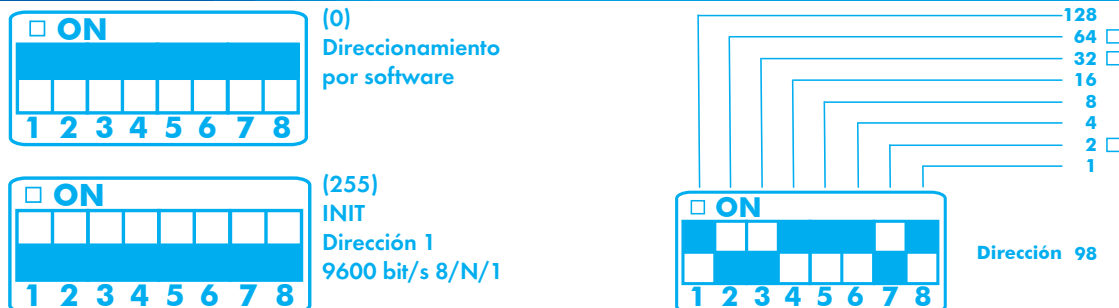 □ ON
1 2 3 4 5 6 7 8
(0)
Direccionamiento
por software
□ ON
1 2 3 4 5 6 7 8
(255)
INIT
Dirección 1
9600 bit/s 8/N/1
128
64 □
32 □
16
8
4
2 □
1
□ ON
1 2 3 4 5 6 7 8
Dirección 98